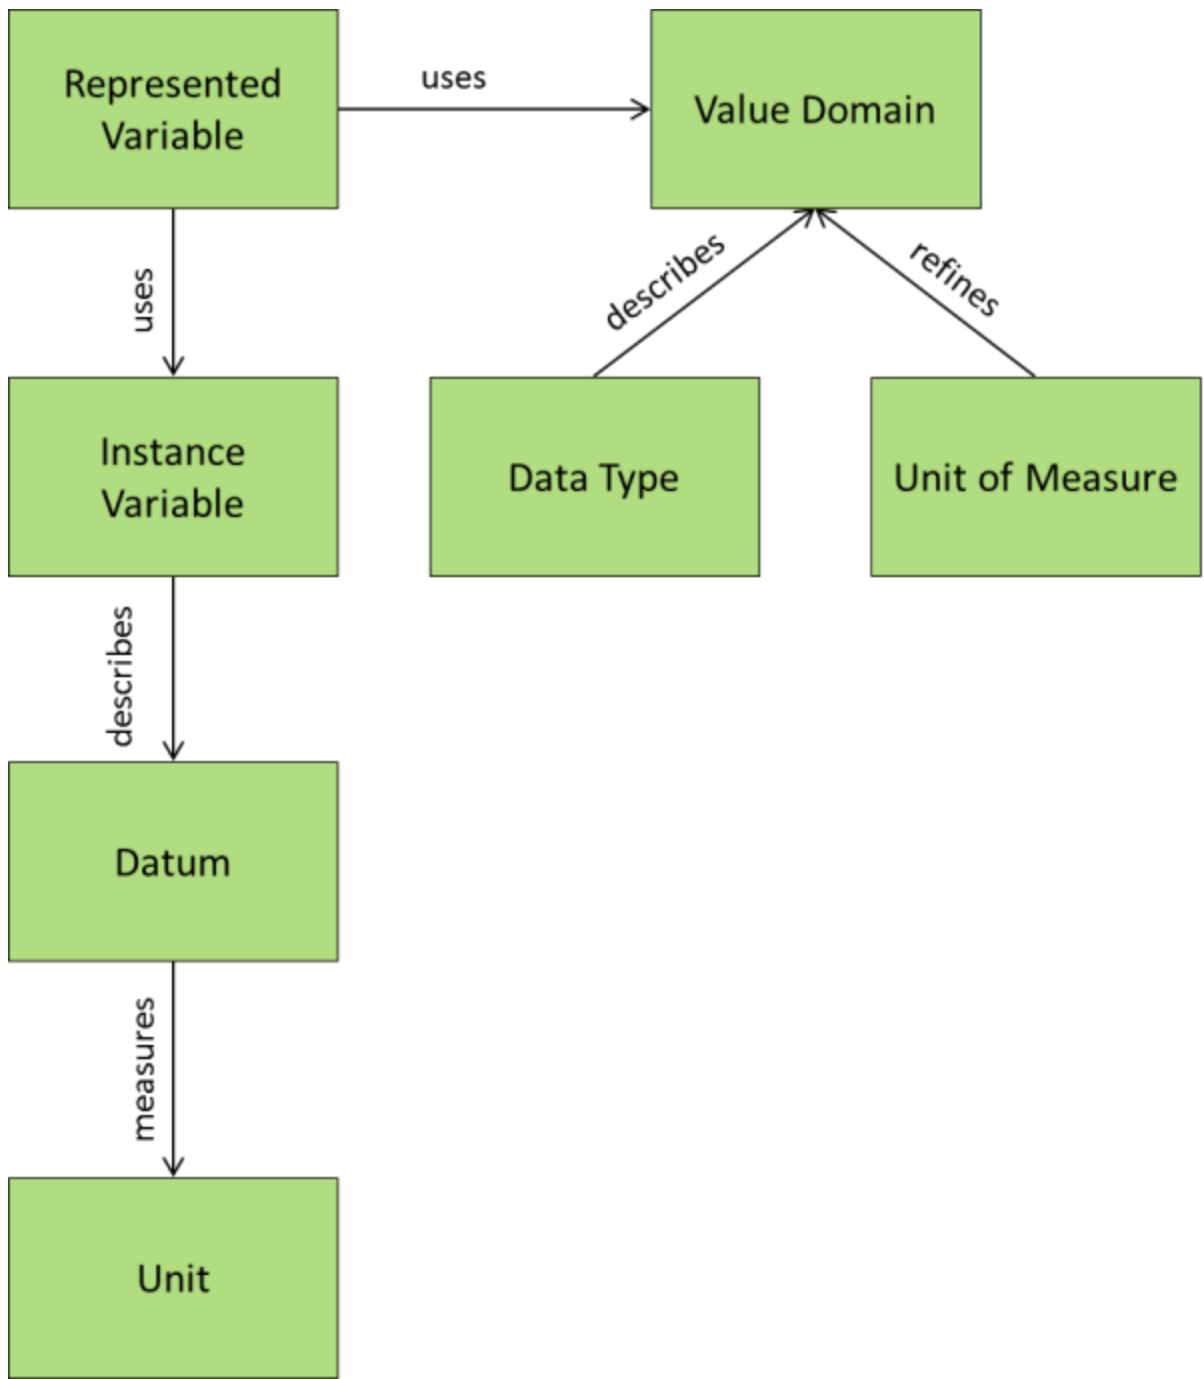 Represented
Variable
uses
Value Domain
uses
describes
refines
Instance
Variable
Data Type
Unit of Measure
describes
Datum
measures
Unit